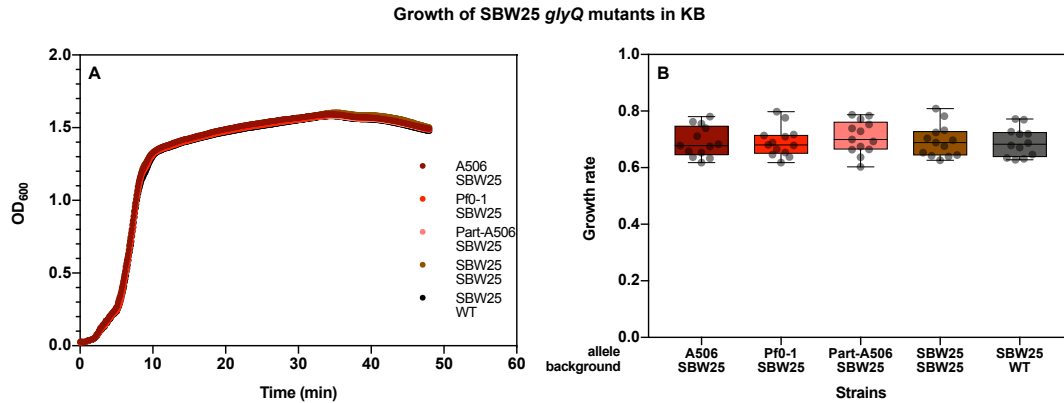 Growth of SBW25 glyQ mutants in KB
A
2.0
1.5
1.0
0.5
0.0
OD600
0
10
20
30
40
50
60
Time (min)
A506
SBW25
Pf0-1
SBW25
Part-A506
SBW25
SBW25
SBW25
SBW25
WT
B
1.0
0.8
0.6
0.4
0.2
0.0
Growth rate
allele
background
A506
SBW25
Pf0-1
SBW25
Part-A506
SBW25
SBW25
SBW25
SBW25
WT
Strains